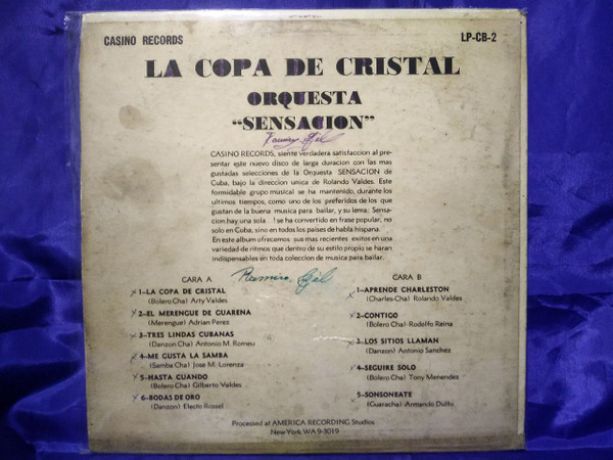 CASINO RECORDS
LP-CB-2
LA COPA DE CRISTAL
ORQUESTA
"SENSACION"
CASINO RECORDS, siente verdadera satisfaccion al pre-
sentar este nuevo disco de larga duracion con las mas
gustadas selecciones de la Orquesta SENSACION de
Cuba, bajo la direccion unica de Rolando Valdes. Este
formidable grupo musical se ha mantenido, durante los
ultimos tiempos, como uno de los preferidos de los que
gustan de la buena musica para bailar, y su lema: Sensa-
cion, hay una sola . ! se ha convertido en frase popular, no
solo en Cuba, sino en todos los paises de habla hispana.
En este album ofrecemos sus mas recientes exitos en una
variedad de ritmos que dentro de su estilo propio se haran
indispensables en toda coleccion de musica para bailar.
CARA A
Ramiro Gil
1-LA COPA DE CRISTAL
(Bolero Cha) Arty Valdes
2-EL MERENGUE DE CUARENA
(Merengue) Adrian Perez
3-TRES LINDAS CUBANAS
(Danzon Cha) Antonio M. Romeu
4-ME GUSTA LA SAMBA
(Samba Cha) Jose M. Lorenza
5-HASTA CUANDO
(Bolero-Cha) Gilberto Valdes
6-BODAS DE ORO
(Danzon) Electo Rossel
CARA B
1-APRENDE CHARLESTON
(Charles-Cha) Rolando Valdes
2-CONTIGO
(Bolero Cha) Rodolfo Reina
3-LOS SITIOS LLAMAN
(Danzon) Antonio Sanchez
4-SEGUIRE SOLO
(Bolero Cha) Tony Menendes
5-SONSONEATE
(Guaracha) Armando Dulfo
Processed at AMERICA RECORDING Studios
New York WA 9-3019